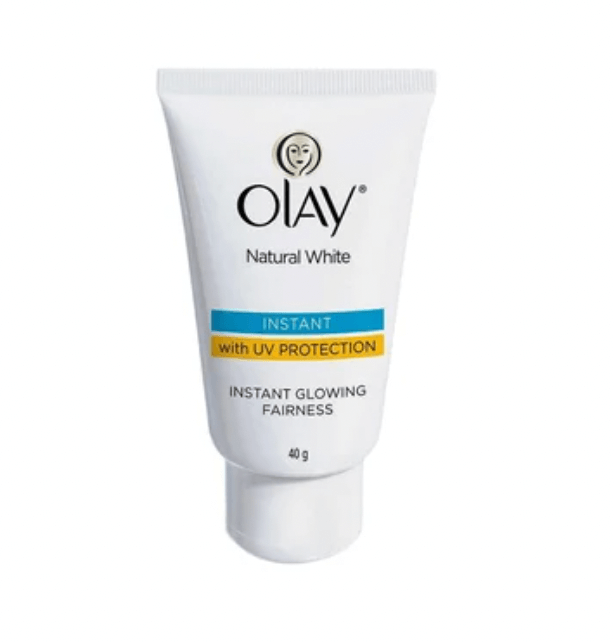 OLAY®
Natural White
INSTANT
with UV PROTECTION
INSTANT GLOWING
FAIRNESS
40 g